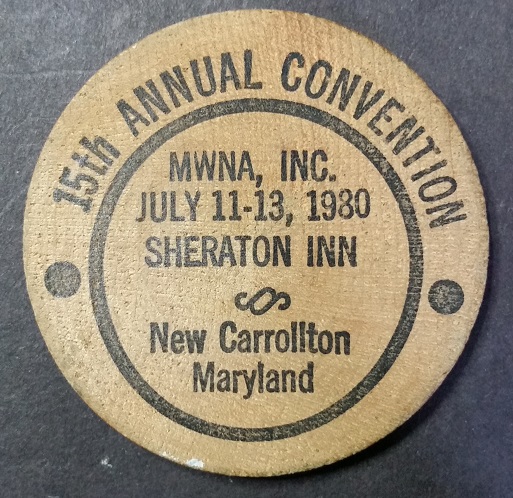 15th ANNUAL CONVENTION
MWNA, INC.
JULY 11-13, 1980
SHERATON INN
New Carrollton
Maryland